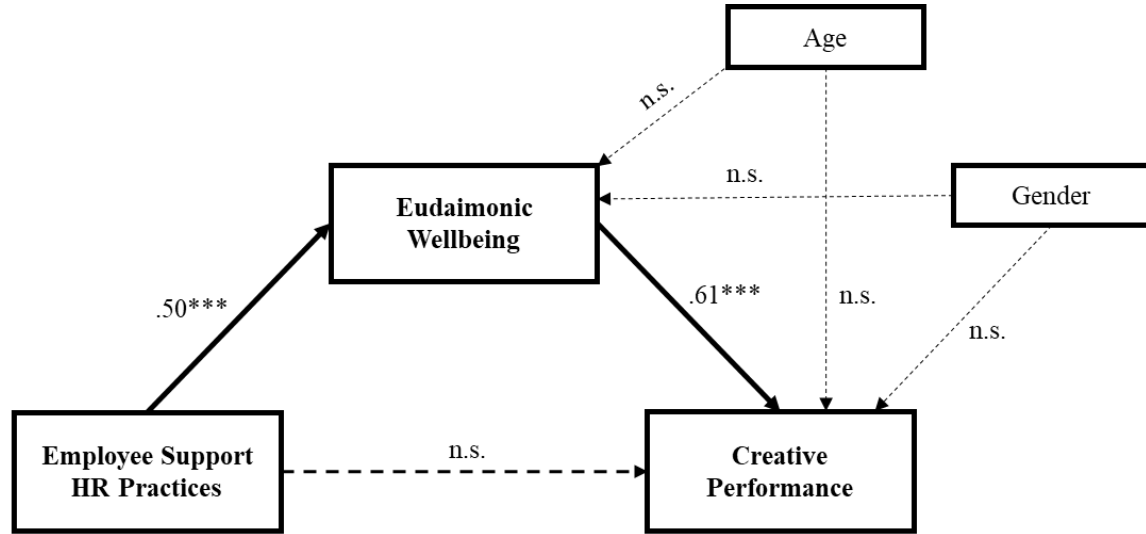 Age
n.s.
n.s.
Gender
Eudaimonic
Wellbeing
.50***
.61***
n.s.
n.s.
Employee Support
HR Practices
n.s.
Creative
Performance